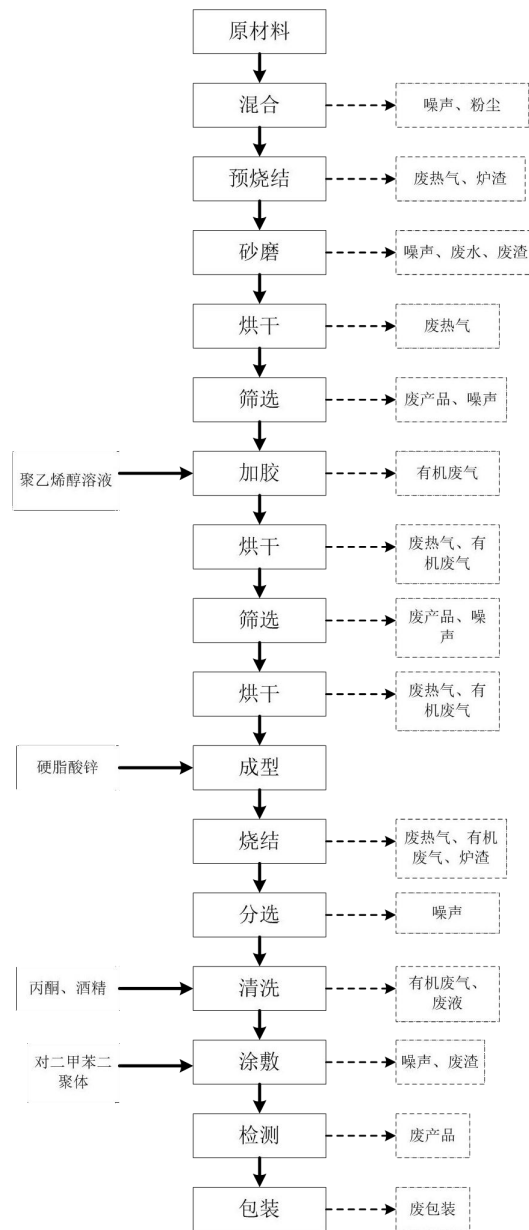 原材料
混合
噪声、粉尘
预烧结
废热气、炉渣
砂磨
噪声、废水、废渣
烘干
废热气
筛选
废产品、噪声
聚乙烯醇溶液
加胶
有机废气
烘干
废热气、有
机废气
筛选
废产品、噪
声
烘干
废热气、有
机废气
硬脂酸锌
成型
烧结
废热气、有机
废气、炉渣
分选
噪声
丙酮、酒精
清洗
有机废气、
废液
对二甲苯二
聚体
涂敷
噪声、废渣
检测
废产品
包装
废包装